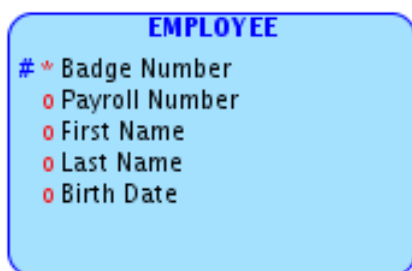 EMPLOYEE
# * Badge Number
o Payroll Number
o First Name
o Last Name
o Birth Date